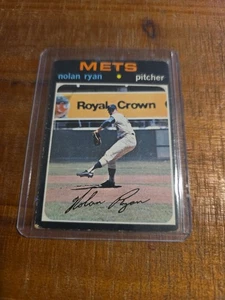 METS
nolan ryan • pitcher
Royal Crown
Nolan Ryan